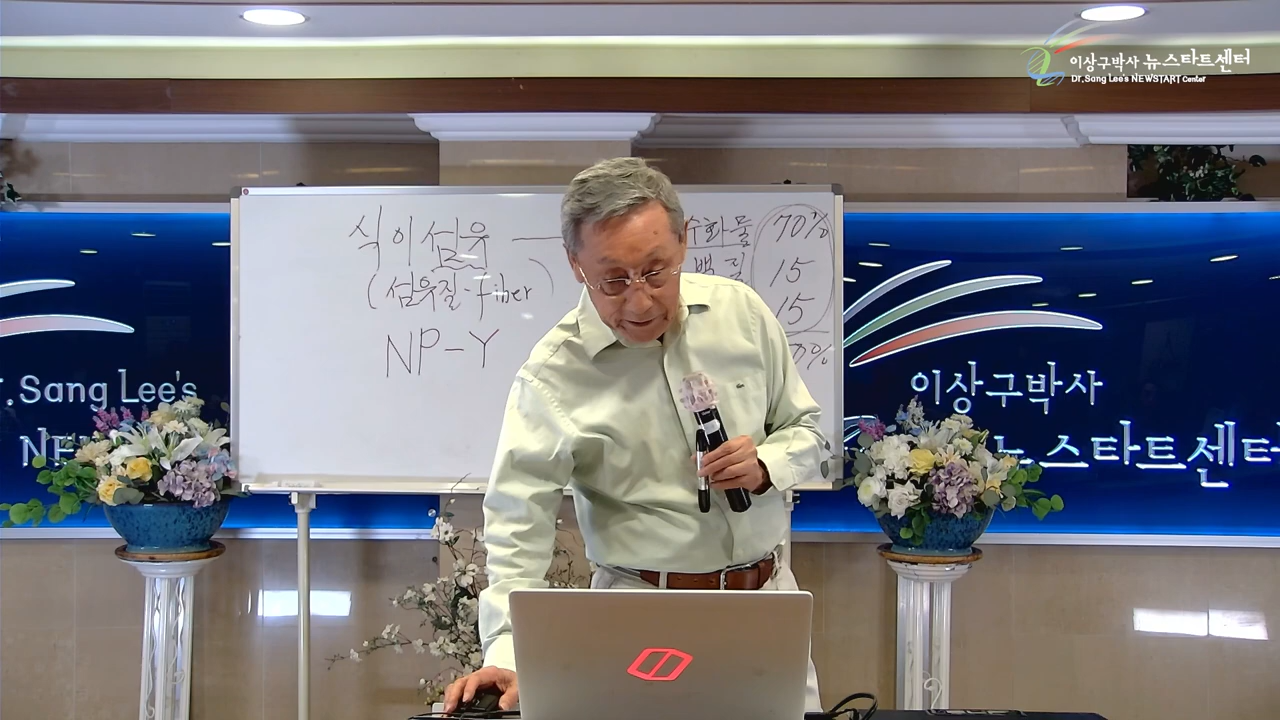 이상구박사 뉴스타트센터
Dr.Sang Lee's NEWSTART Center
식이섬유 — 수화물 70%
(섬유질·Fiber) 백질 15
15
NP-Y 0%
.Sang Lee's
NE
이상구박사
뉴스타트센터